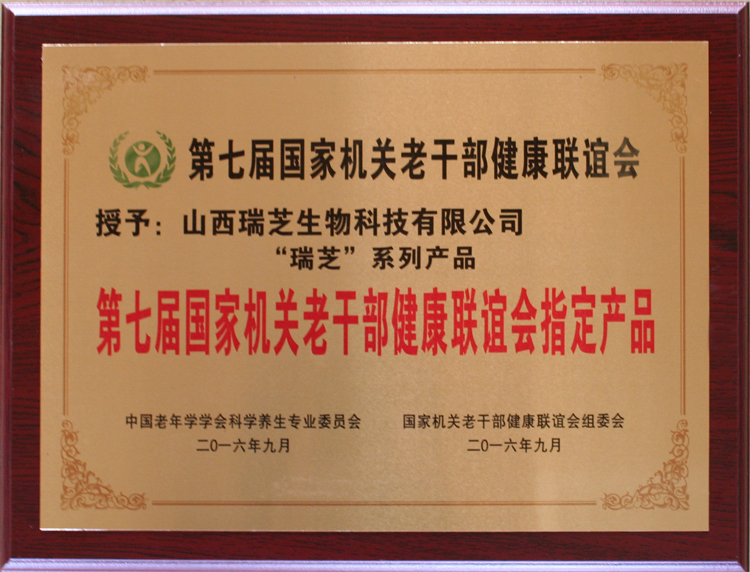 第七届国家机关老干部健康联谊会
授予：山西瑞芝生物科技有限公司
“瑞芝”系列产品
第七届国家机关老干部健康联谊会指定产品
中国老年学学会科学养生专业委员会 国家机关老干部健康联谊会组委会
二O一六年九月 二O一六年九月